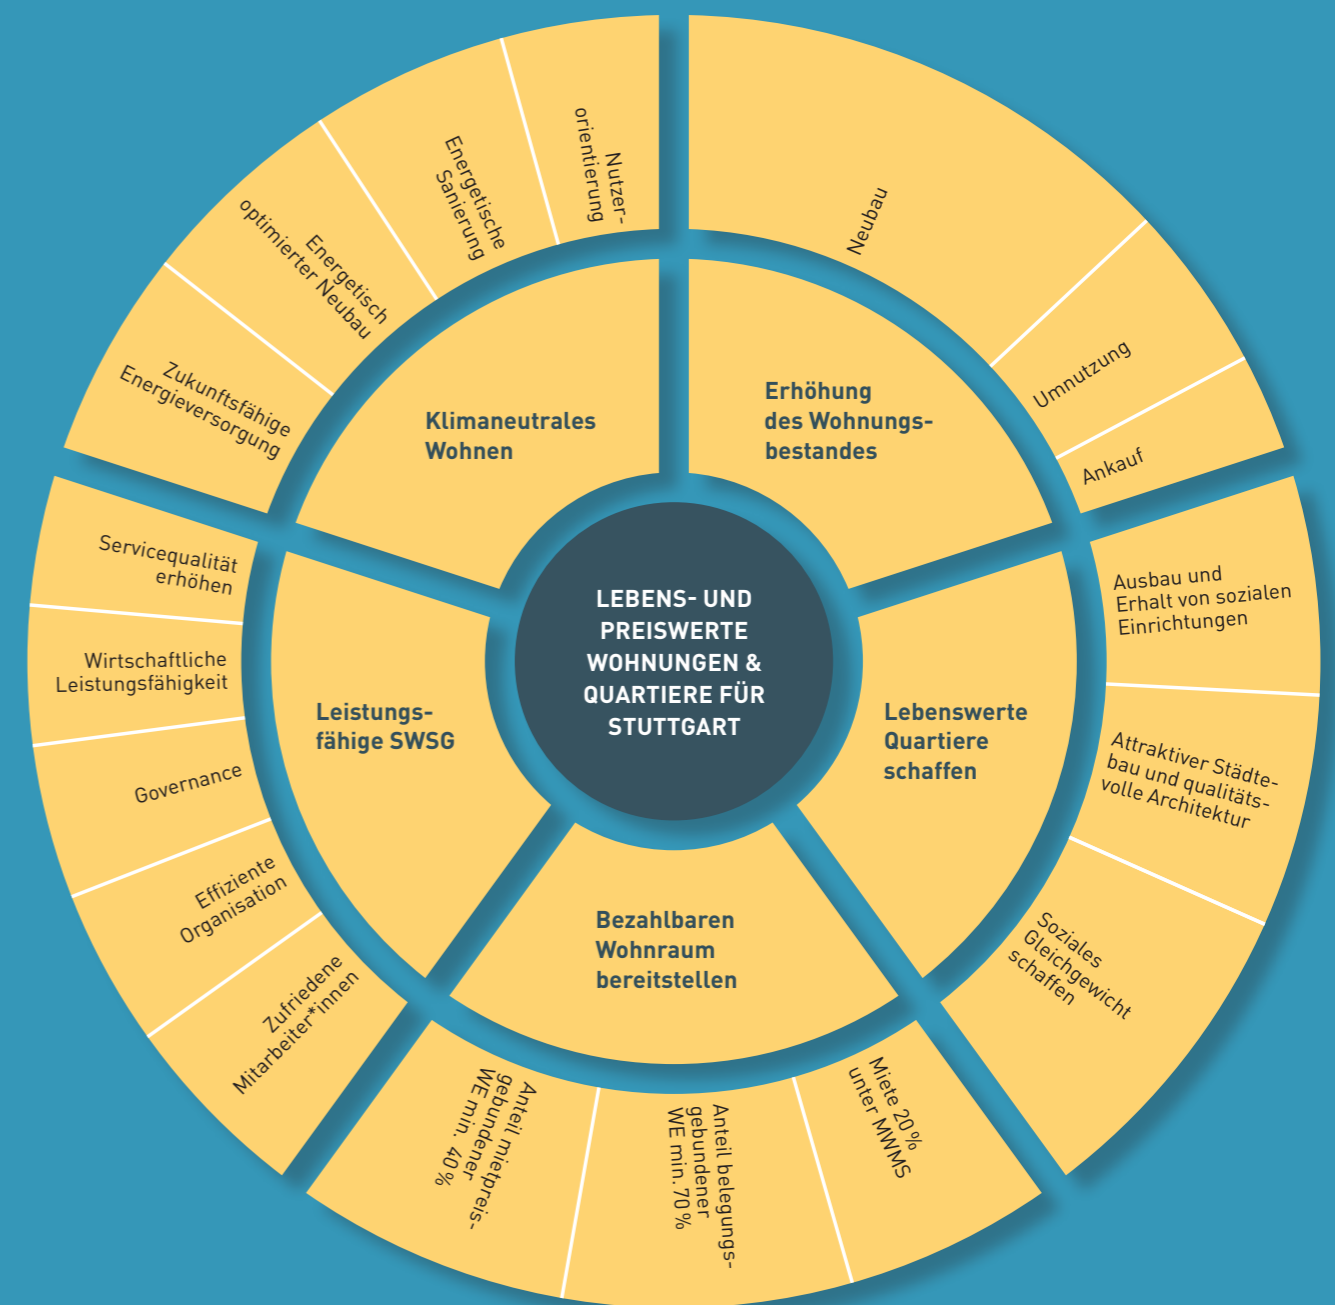 LEBENS- UND
PREISWERTE
WOHNUNGEN &
QUARTIERE FÜR
STUTTGART
Erhöhung
des Wohnungs-
bestandes
Neubau
Umnutzung
Ankauf
Lebenswerte
Quartiere
schaffen
Ausbau und
Erhalt von sozialen
Einrichtungen
Attraktiver Städte-
bau und qualitäts-
volle Architektur
Soziales
Gleichgewicht
schaffen
Bezahlbaren
Wohnraum
bereitstellen
Miete 20 %
unter MWMS
Anteil belegungs-
gebundener
WE min. 70 %
Anteil mietpreis-
gebundener
WE min. 40 %
Leistungs-
fähige SWSG
Zufriedene
Mitarbeiter*innen
Effiziente
Organisation
Governance
Wirtschaftliche
Leistungsfähigkeit
Servicequalität
erhöhen
Klimaneutrales
Wohnen
Zukunftsfähige
Energieversorgung
Energetisch
optimierter Neubau
Energetische
Sanierung
Nutzer-
orientierung